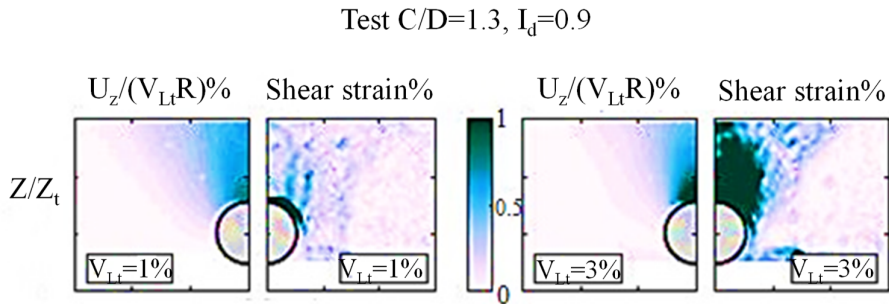 Test C/D=1.3, I_d=0.9
U_z/(V_LtR)% Shear strain% U_z/(V_LtR)% Shear strain%
1
Z/Z_t
0.5
V_Lt=1% V_Lt=1% V_Lt=3% V_Lt=3%
0